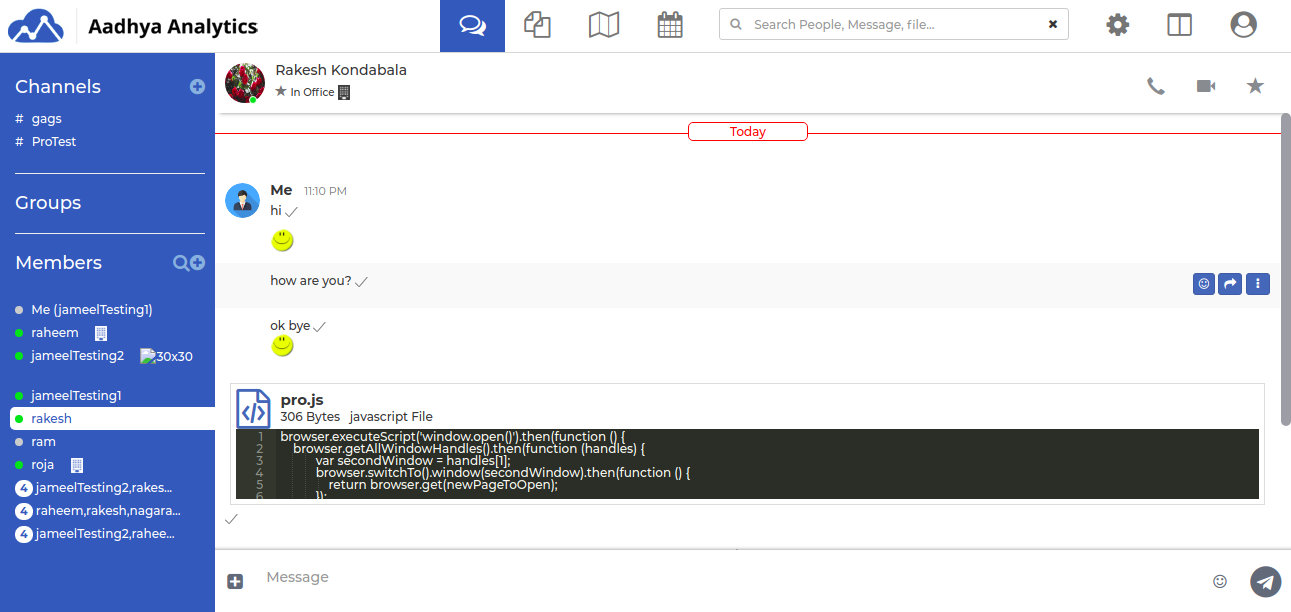 Aadhya Analytics
Search People, Message, file...
Channels
# gags
# ProTest
Groups
Members
Me (jameelTesting1)
raheem
jameelTesting2 30x30
jameelTesting1
rakesh
ram
roja
4 jameelTesting2,rakes...
4 raheem,rakesh,nagara...
4 jameelTesting2,rahee...
Rakesh Kondabala
In Office
Today
Me 11:10 PM
hi
how are you?
ok bye
pro.js
306 Bytes javascript File
1 browser.executeScript('window.open()').then(function () {
2 browser.getAllWindowHandles().then(function (handles) {
3 var secondWindow = handles[1];
4 browser.switchTo().window(secondWindow).then(function () {
5 return browser.get(newPageToOpen);
6 });
Message